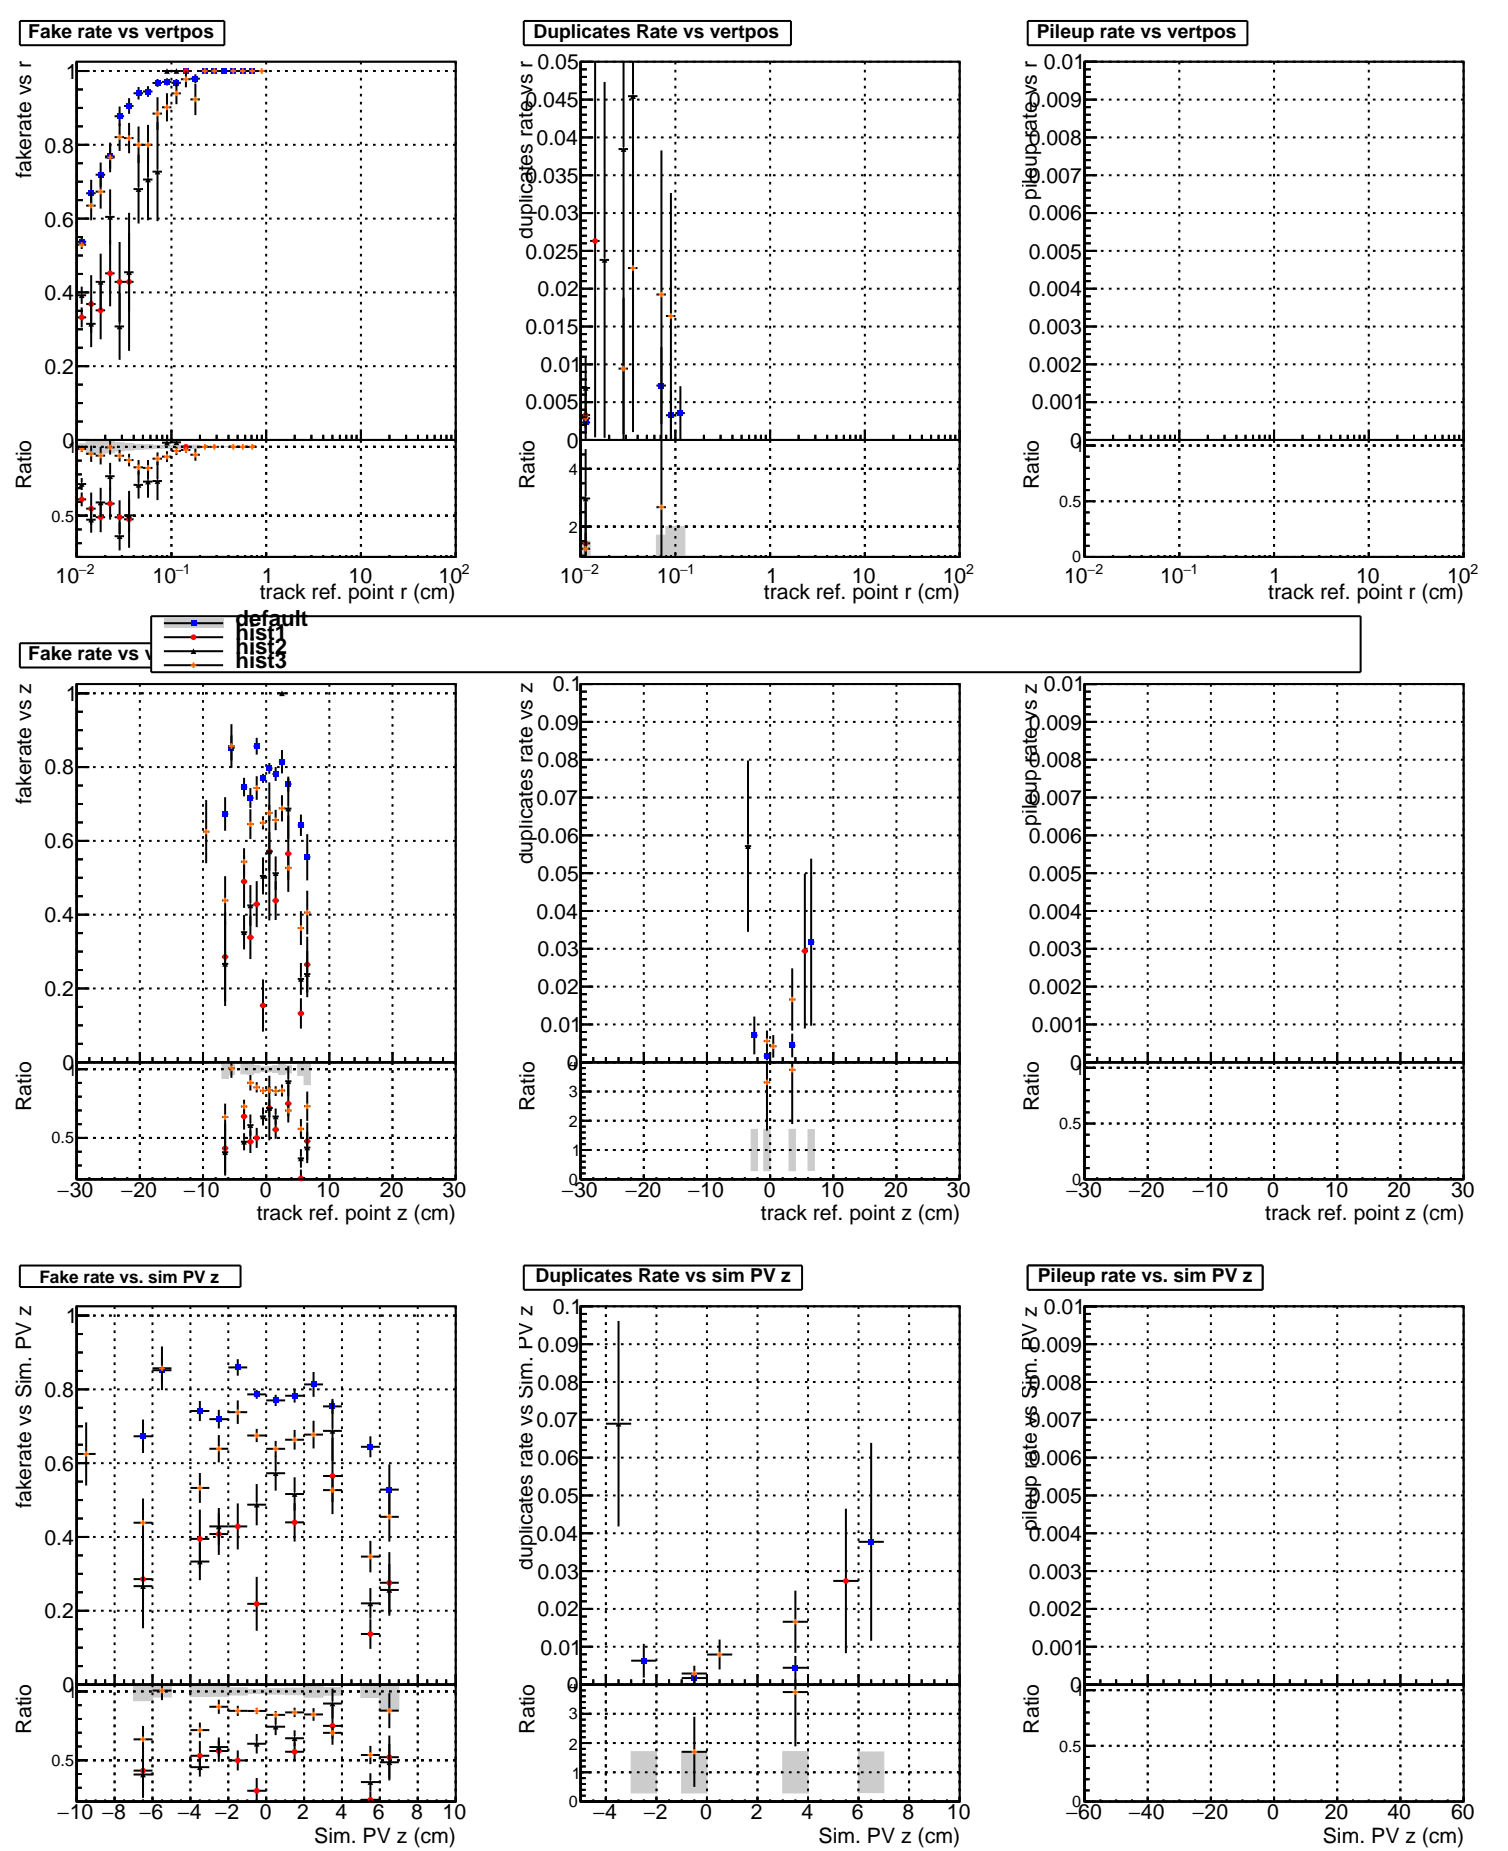 Fake rate vs vertpos
Duplicates Rate vs vertpos
Pileup rate vs vertpos
fakerate vs r
1
0.8
0.6
0.4
0.2
0
Ratio
1
0.5
10−2 10−1 1 10 102
track ref. point r (cm)
duplicates rate vs r
0.05
0.045
0.04
0.035
0.03
0.025
0.02
0.015
0.01
0.005
0
Ratio
4
2
10−2 10−1 1 10 102
track ref. point r (cm)
pileup rate vs r
0.01
0.009
0.008
0.007
0.006
0.005
0.004
0.003
0.002
0.001
0
Ratio
1
0.5
0
10−2 10−1 1 10 102
track ref. point r (cm)
default
hist1
hist2
hist3
Fake rate vs
fakerate vs z
1
0.8
0.6
0.4
0.2
0
Ratio
1
0.5
−30 −20 −10 0 10 20 30
track ref. point z (cm)
duplicates rate vs z
0.1
0.09
0.08
0.07
0.06
0.05
0.04
0.03
0.02
0.01
0
Ratio
3
2
1
0
−30 −20 −10 0 10 20 30
track ref. point z (cm)
pileup rate vs z
0.01
0.009
0.008
0.007
0.006
0.005
0.004
0.003
0.002
0.001
0
Ratio
1
0.5
0
−30 −20 −10 0 10 20 30
track ref. point z (cm)
Fake rate vs. sim PV z
Duplicates Rate vs sim PV z
Pileup rate vs. sim PV z
fakerate vs Sim. PV z
1
0.8
0.6
0.4
0.2
0
Ratio
1
0.5
−10 −8 −6 −4 −2 0 2 4 6 8 10
Sim. PV z (cm)
duplicates rate vs Sim. PV z
0.1
0.09
0.08
0.07
0.06
0.05
0.04
0.03
0.02
0.01
0
Ratio
3
2
1
0
−4 −2 0 2 4 6 8 10
Sim. PV z (cm)
pileup rate vs Sim. PV z
0.01
0.009
0.008
0.007
0.006
0.005
0.004
0.003
0.002
0.001
0
Ratio
1
0.5
0
−60 −40 −20 0 20 40 60
Sim. PV z (cm)